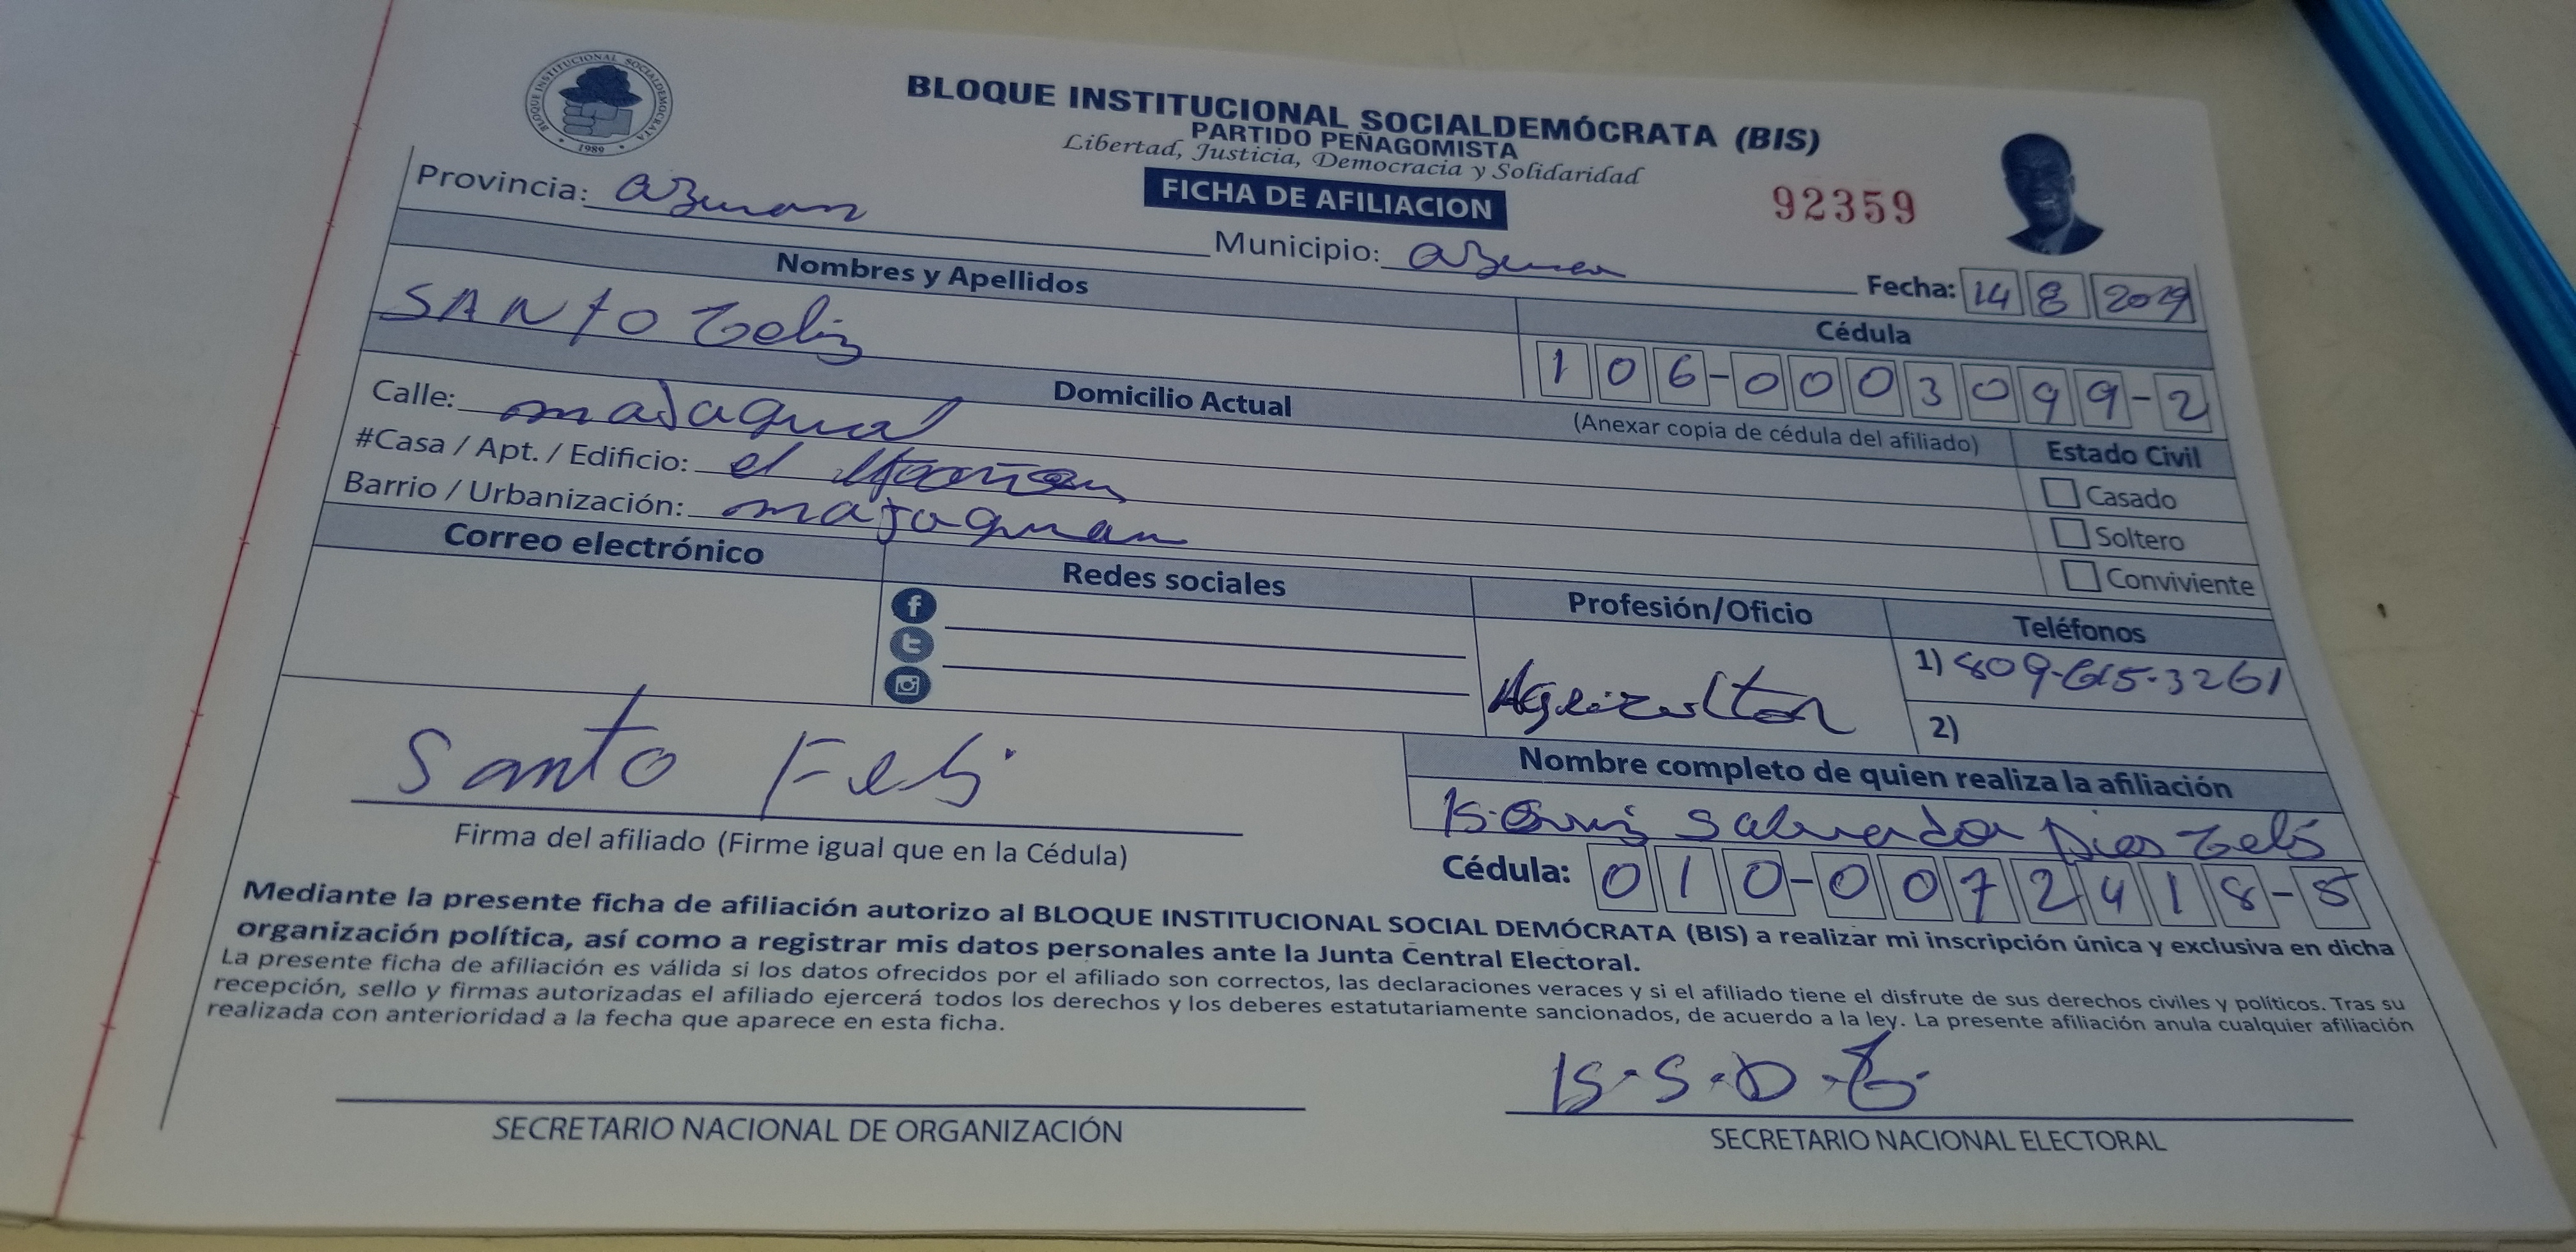 BLOQUE INSTITUCIONAL SOCIALDEMOCRATA
1989
BLOQUE INSTITUCIONAL SOCIALDEMÓCRATA (BIS)
PARTIDO PEÑAGOMISTA
Libertad, Justicia, Democracia y Solidaridad
FICHA DE AFILIACION
92359
Provincia: Municipio:
Fecha: 14 8 2019
Nombres y Apellidos
Cédula
SANTO
106-0003099-2
Domicilio Actual
(Anexar copia de cédula del afiliado)
Estado Civil
Calle: majagual
#Casa / Apt. / Edificio: el
Barrio / Urbanización:
Casado
Soltero
Conviviente
Correo electrónico
Redes sociales
Profesión/Oficio
Teléfonos
1) 809-615-3261
2)
Santo
Firma del afiliado (Firme igual que en la Cédula)
Nombre completo de quien realiza la afiliación
Salvador
Cédula: 010-0072418-5
Mediante la presente ficha de afiliación autorizo al BLOQUE INSTITUCIONAL SOCIAL DEMÓCRATA (BIS) a realizar mi inscripción única y exclusiva en dicha
organización política, así como a registrar mis datos personales ante la Junta Central Electoral.
La presente ficha de afiliación es válida si los datos ofrecidos por el afiliado son correctos, las declaraciones veraces y si el afiliado tiene el disfrute de sus derechos civiles y políticos. Tras su
recepción, sello y firmas autorizadas el afiliado ejercerá todos los derechos y los deberes estatutariamente sancionados, de acuerdo a la ley. La presente afiliación anula cualquier afiliación
realizada con anterioridad a la fecha que aparece en esta ficha.
SECRETARIO NACIONAL DE ORGANIZACIÓN
SECRETARIO NACIONAL ELECTORAL